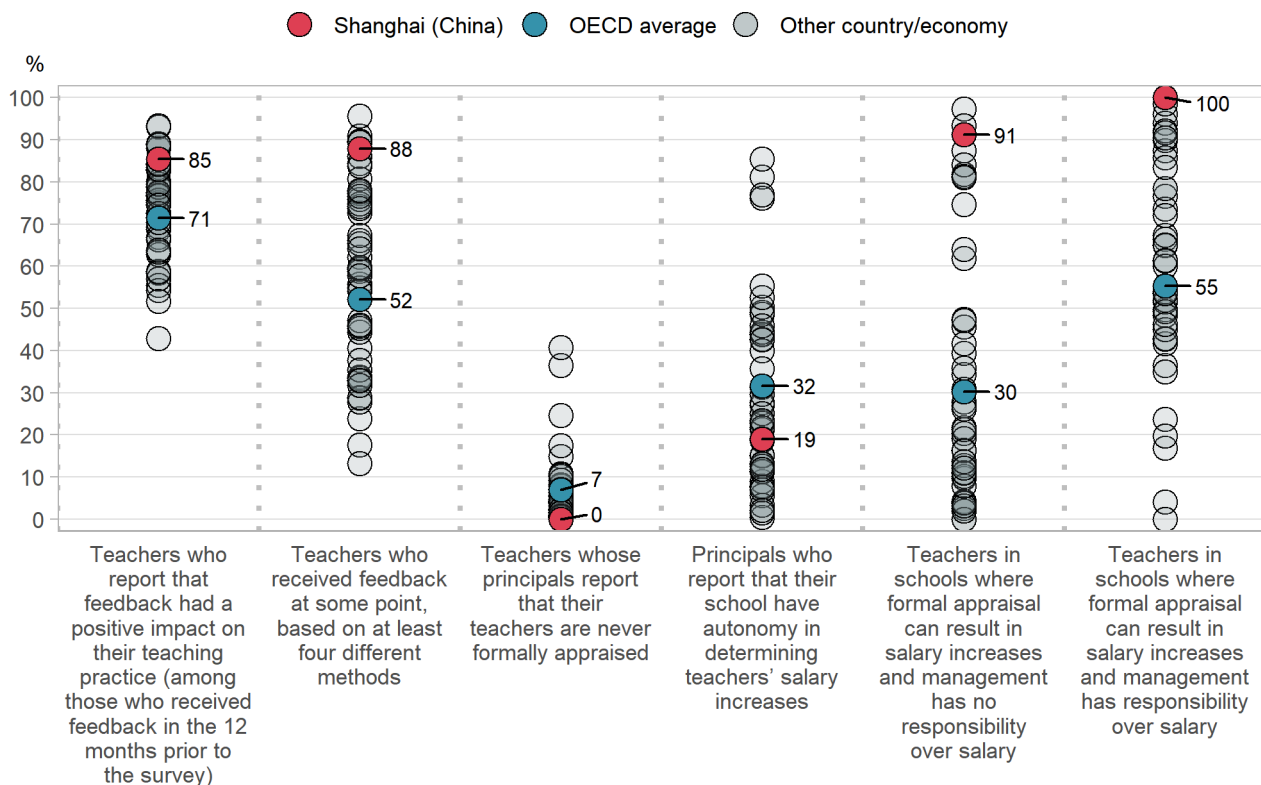 Shanghai (China) OECD average Other country/economy
%
100
90
80
70
60
50
40
30
20
10
0
85
71
88
52
7
0
32
19
91
30
100
55
Teachers who
report that
feedback had a
positive impact on
their teaching
practice (among
those who received
feedback in the 12
months prior to
the survey)
Teachers who
received feedback
at some point,
based on at least
four different
methods
Teachers whose
principals report
that their
teachers are never
formally appraised
Principals who
report that their
school have
autonomy in
determining
teachers’ salary
increases
Teachers in
schools where
formal appraisal
can result in
salary increases
and management
has no
responsibility
over salary
Teachers in
schools where
formal appraisal
can result in
salary increases
and management
has responsibility
over salary